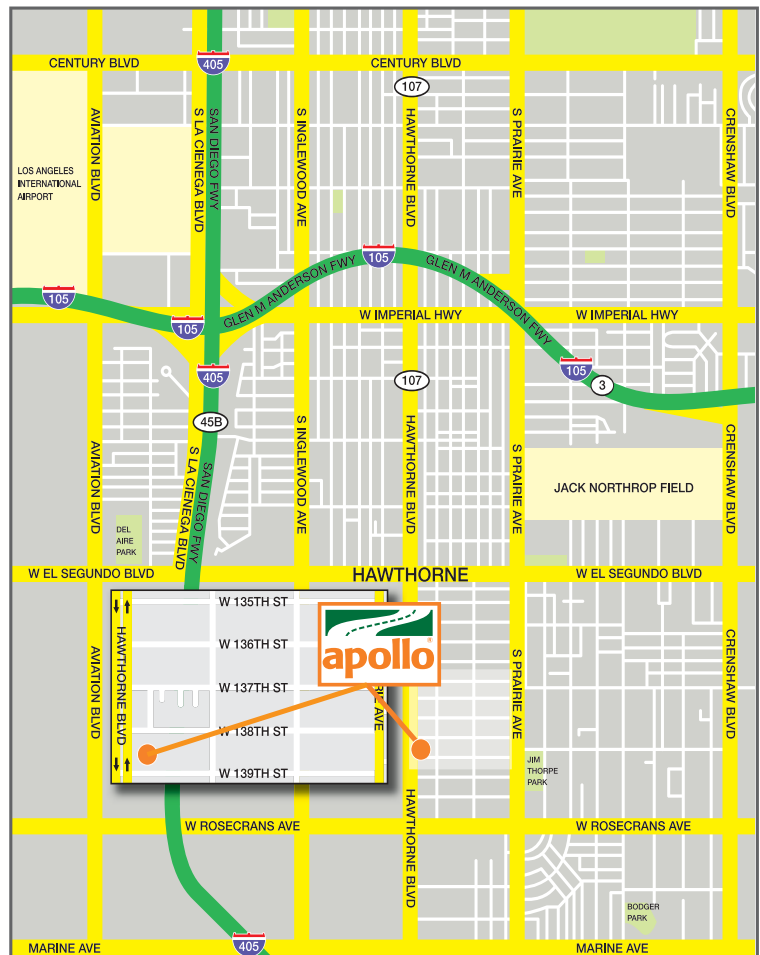 CENTURY BLVD
405
CENTURY BLVD
107
AVIATION BLVD
S LA CIENEGA BLVD
SAN DIEGO FWY
S INGLEWOOD AVE
HAWTHORNE BLVD
S PRAIRIE AVE
CRENSHAW BLVD
LOS ANGELES
INTERNATIONAL
AIRPORT
105
105
GLEN M ANDERSON FWY
105
GLEN M ANDERSON FWY
W IMPERIAL HWY
W IMPERIAL HWY
405
107
105
3
45B
AVIATION BLVD
S LA CIENEGA BLVD
SAN DIEGO FWY
S INGLEWOOD AVE
HAWTHORNE BLVD
S PRAIRIE AVE
CRENSHAW BLVD
JACK NORTHROP FIELD
DEL
AIRE
PARK
W EL SEGUNDO BLVD
HAWTHORNE
W EL SEGUNDO BLVD
W 135TH ST
W 136TH ST
W 137TH ST
W 138TH ST
W 139TH ST
HAWTHORNE BLVD
RIE AVE
apollo®
AVIATION BLVD
S PRAIRIE AVE
CRENSHAW BLVD
JIM
THORPE
PARK
HAWTHORNE BLVD
W ROSECRANS AVE
W ROSECRANS AVE
BODGER
PARK
MARINE AVE
405
MARINE AVE